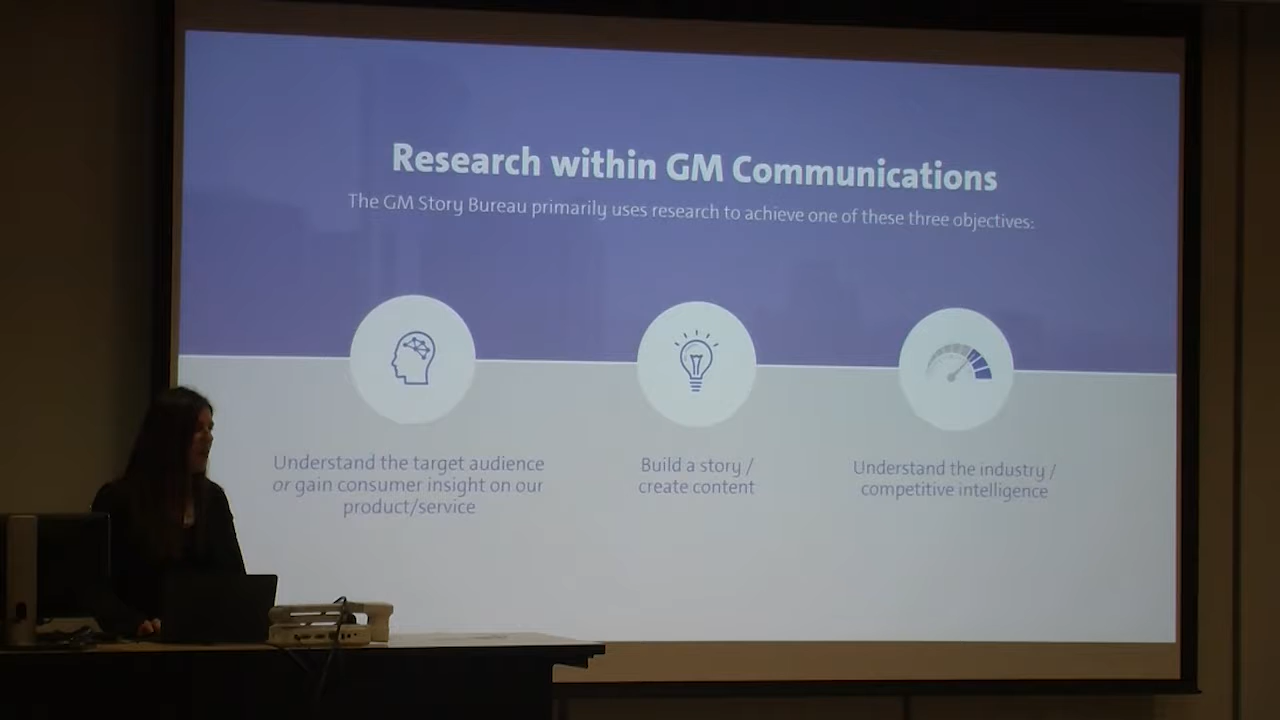 Research within GM Communications
The GM Story Bureau primarily uses research to achieve one of these three objectives:
Understand the target audience
or gain consumer insight on our
product/service
Build a story /
create content
Understand the industry /
competitive intelligence